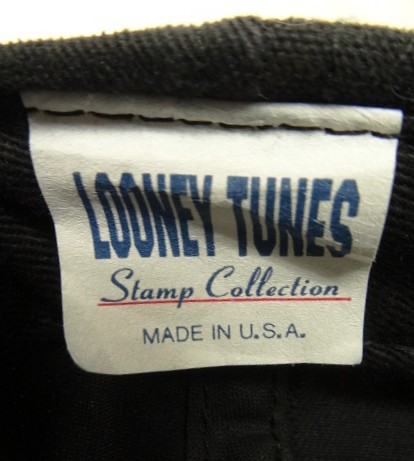 LOONEY TUNES
Stamp Collection
MADE IN U.S.A.